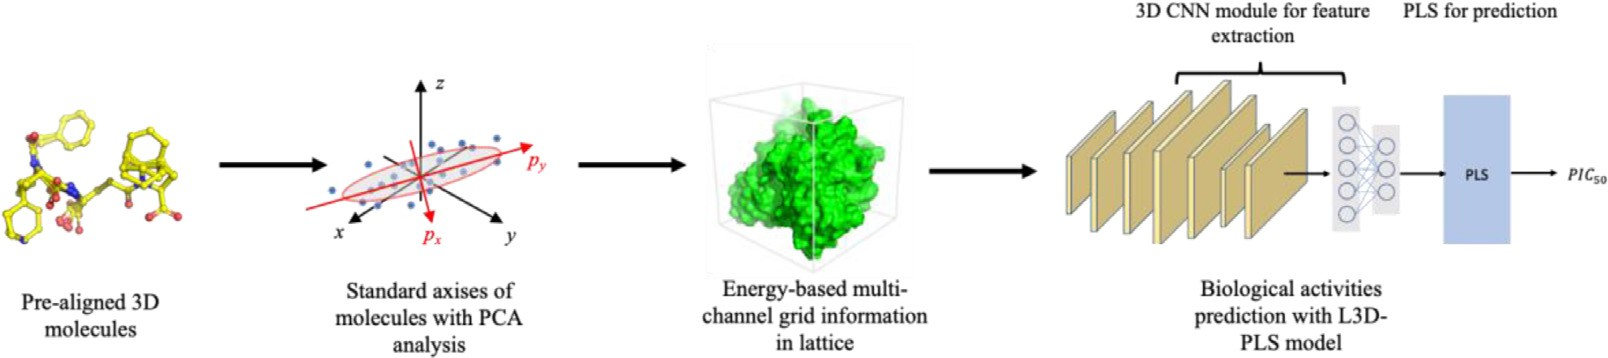 3D CNN module for feature
extraction
PLS for prediction
z
p_y
x
p_x
y
PLS
PIC_{50}
Pre-aligned 3D
molecules
Standard axises of
molecules with PCA
analysis
Energy-based multi-
channel grid information
in lattice
Biological activities
prediction with L3D-
PLS model